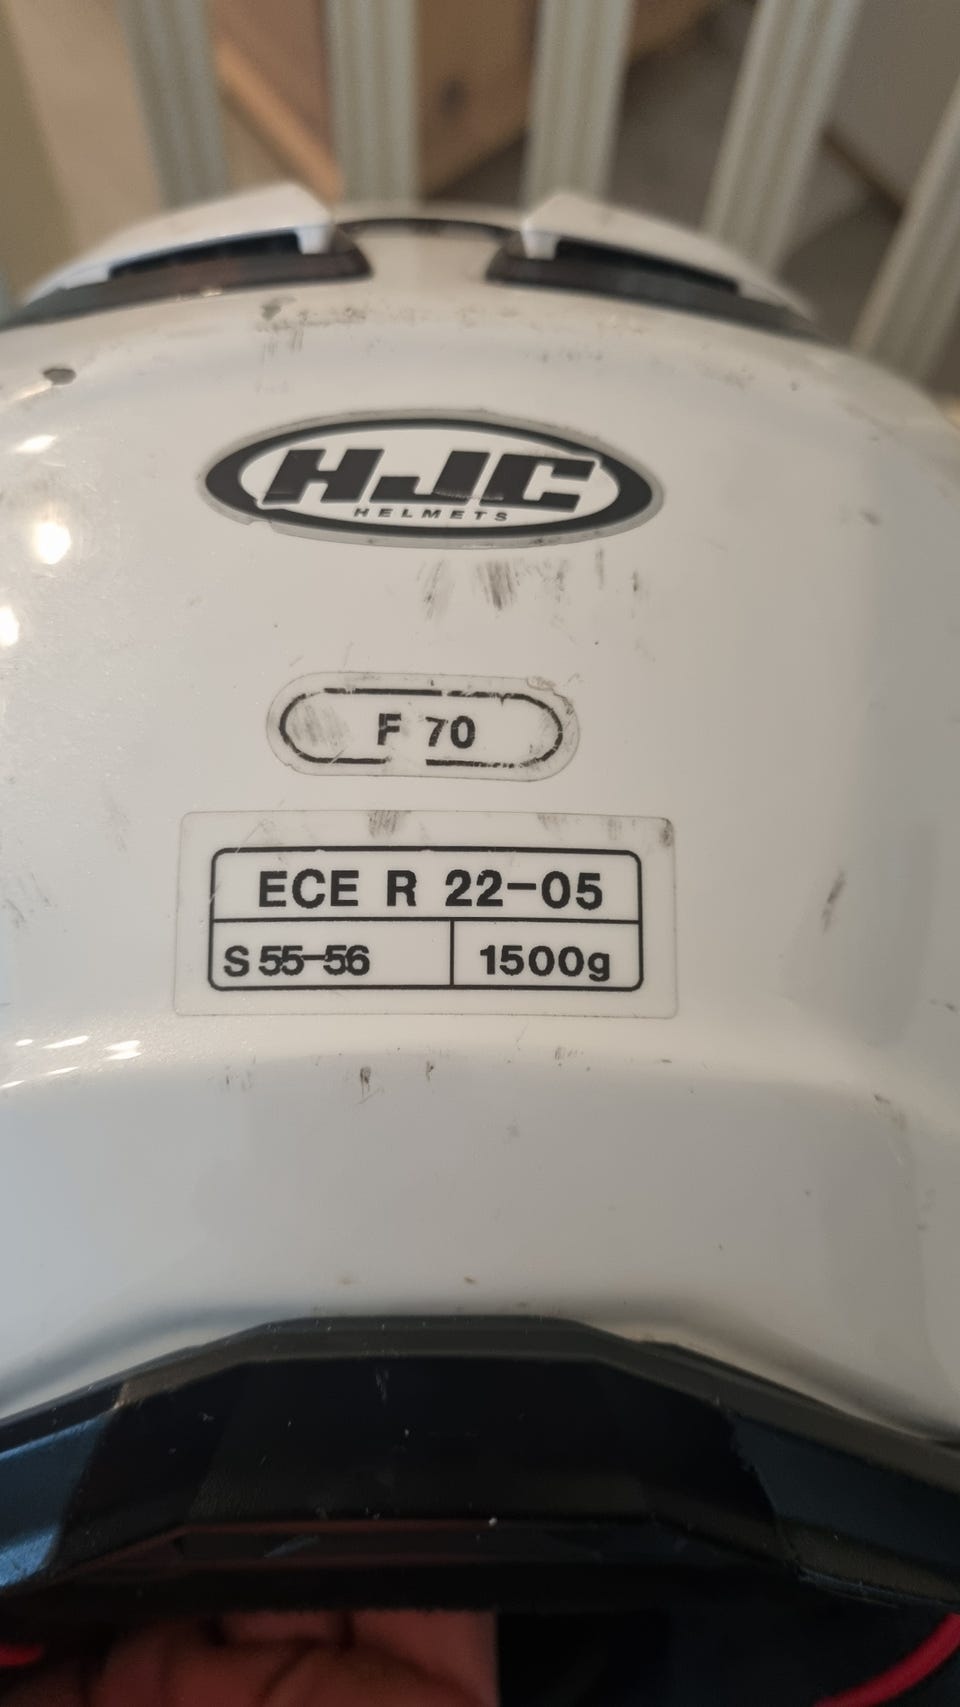 HJC
HELMETS
F 70
ECE R 22-05
S 55-56 1500g